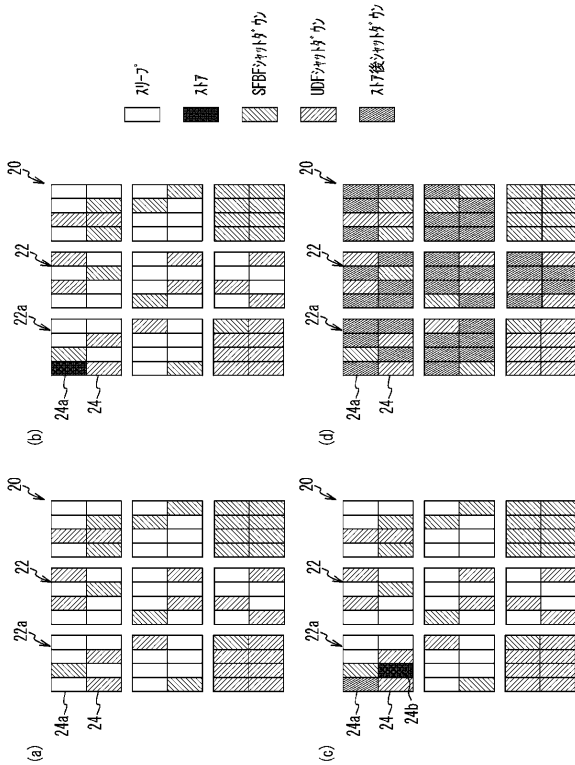 (a)
22a
22
20
24a
24
(b)
22a
22
20
24a
24
(c)
22a
22
20
24a
24
24b
(d)
22a
22
20
24a
24
ｽﾘｰﾌﾟ
ｽﾄｱ
SFBFｼｬｯﾄﾀﾞｳﾝ
UDFｼｬｯﾄﾀﾞｳﾝ
ｽﾄｱ後ｼｬｯﾄﾀﾞｳﾝ